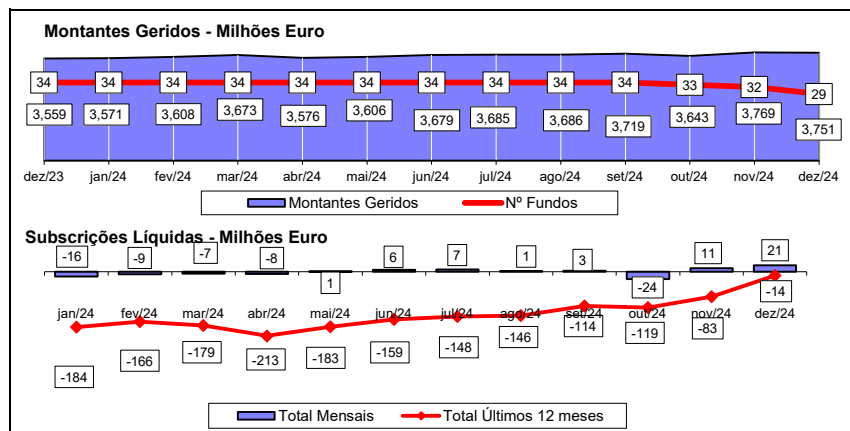 Montantes Geridos - Milhões Euro
34 34 34 34 34 34 34 34 34 34 33 32 29
3,559 3,571 3,608 3,673 3,576 3,606 3,679 3,685 3,686 3,719 3,643 3,769 3,751
dez/23 jan/24 fev/24 mar/24 abr/24 mai/24 jun/24 jul/24 ago/24 set/24 out/24 nov/24 dez/24
Montantes Geridos Nº Fundos
Subscrições Líquidas - Milhões Euro
-16 -9 -7 -8 1 6 7 1 3 -24 11 21
jan/24 fev/24 mar/24 abr/24 mai/24 jun/24 jul/24 ago/24 set/24 out/24 nov/24 dez/24
-184 -166 -179 -213 -183 -159 -148 -146 -114 -119 -83 -14
Total Mensais Total Últimos 12 meses